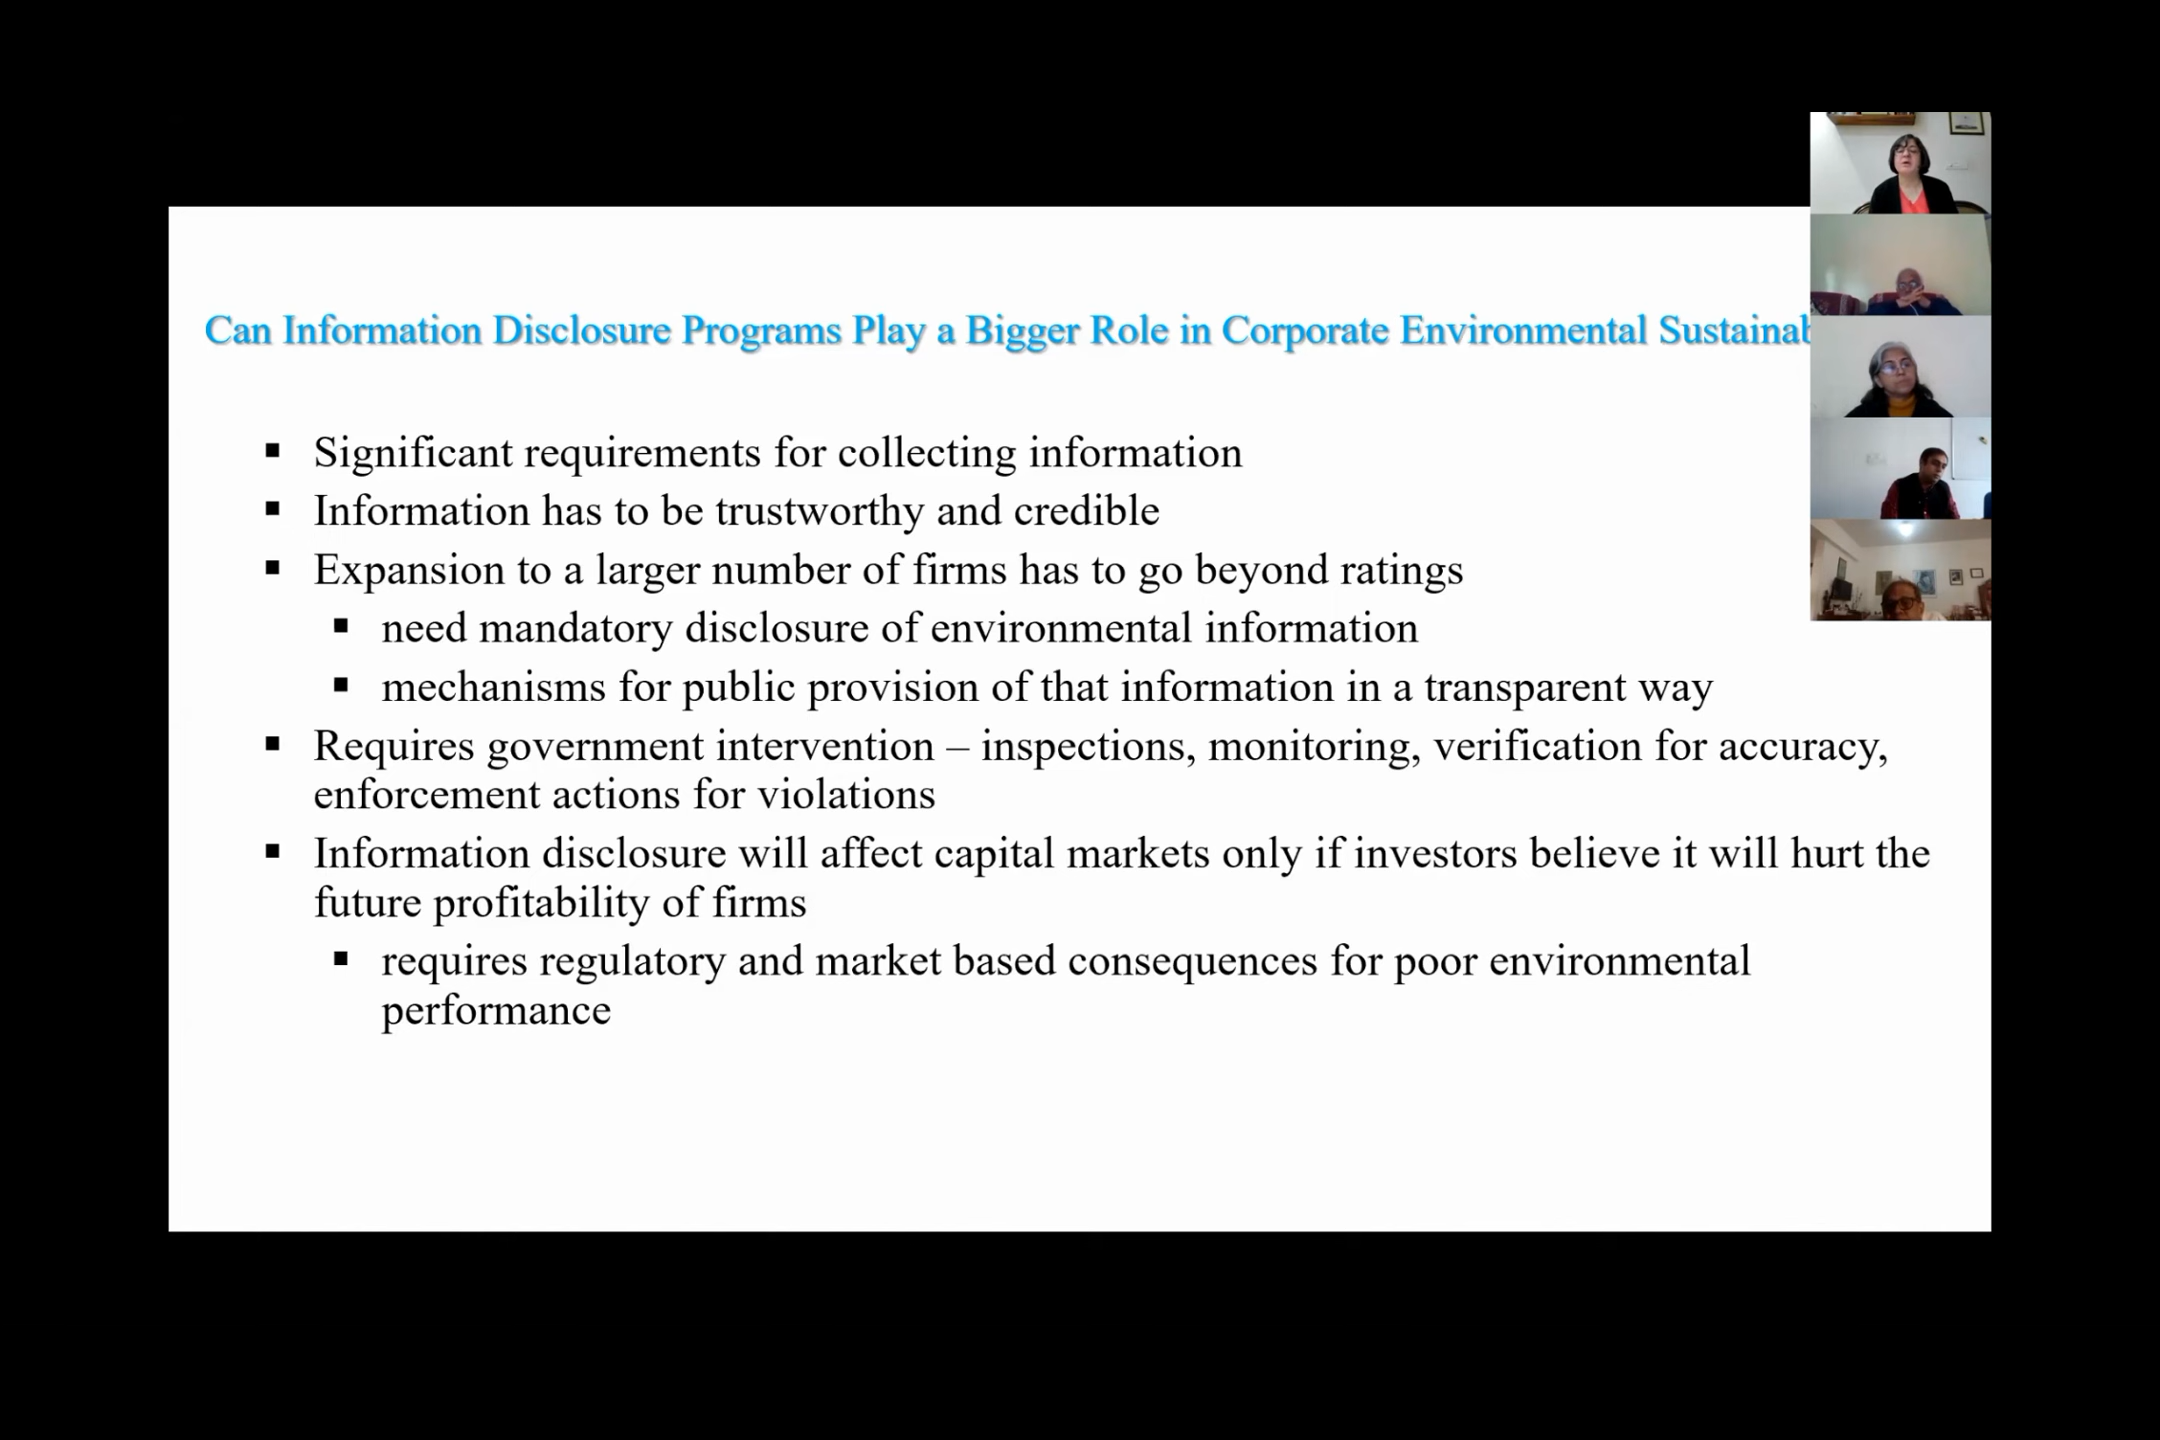 Can Information Disclosure Programs Play a Bigger Role in Corporate Environmental Sustainab
▪ Significant requirements for collecting information
▪ Information has to be trustworthy and credible
▪ Expansion to a larger number of firms has to go beyond ratings
▪ need mandatory disclosure of environmental information
▪ mechanisms for public provision of that information in a transparent way
▪ Requires government intervention – inspections, monitoring, verification for accuracy,
enforcement actions for violations
▪ Information disclosure will affect capital markets only if investors believe it will hurt the
future profitability of firms
▪ requires regulatory and market based consequences for poor environmental
performance